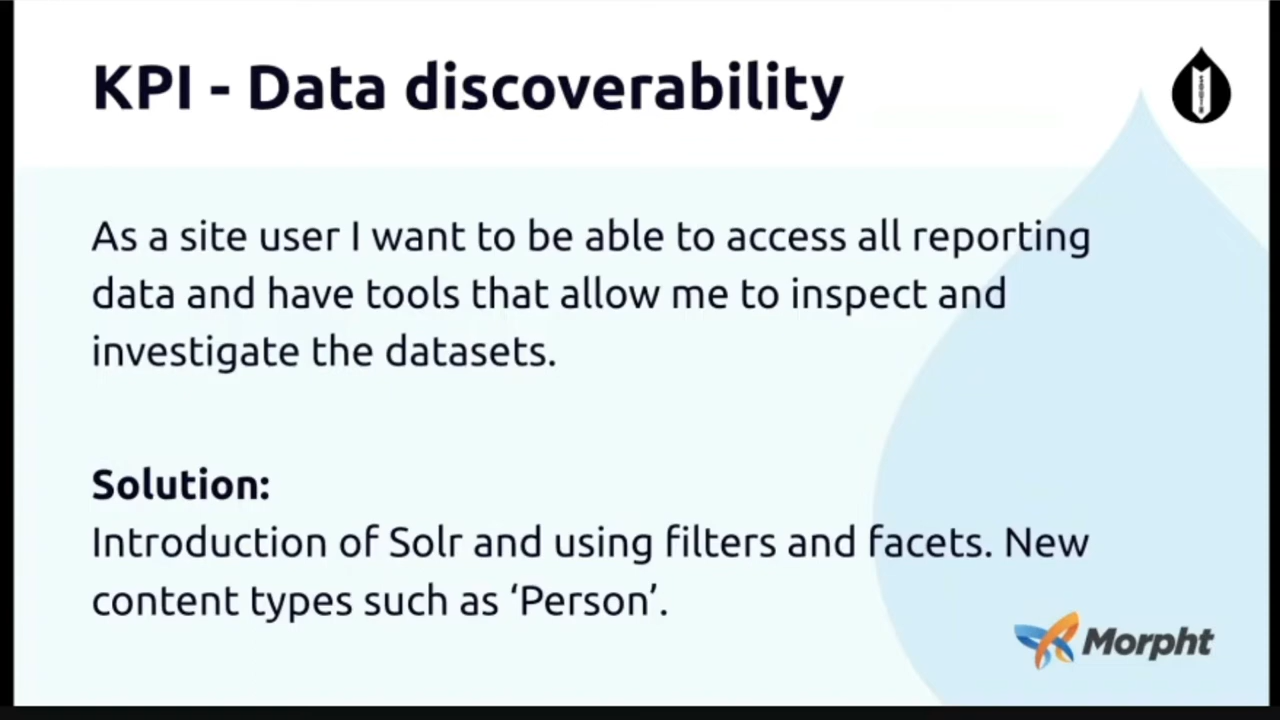 KPI - Data discoverability
As a site user I want to be able to access all reporting
data and have tools that allow me to inspect and
investigate the datasets.
Solution:
Introduction of Solr and using filters and facets. New
content types such as ‘Person’.
Morpht